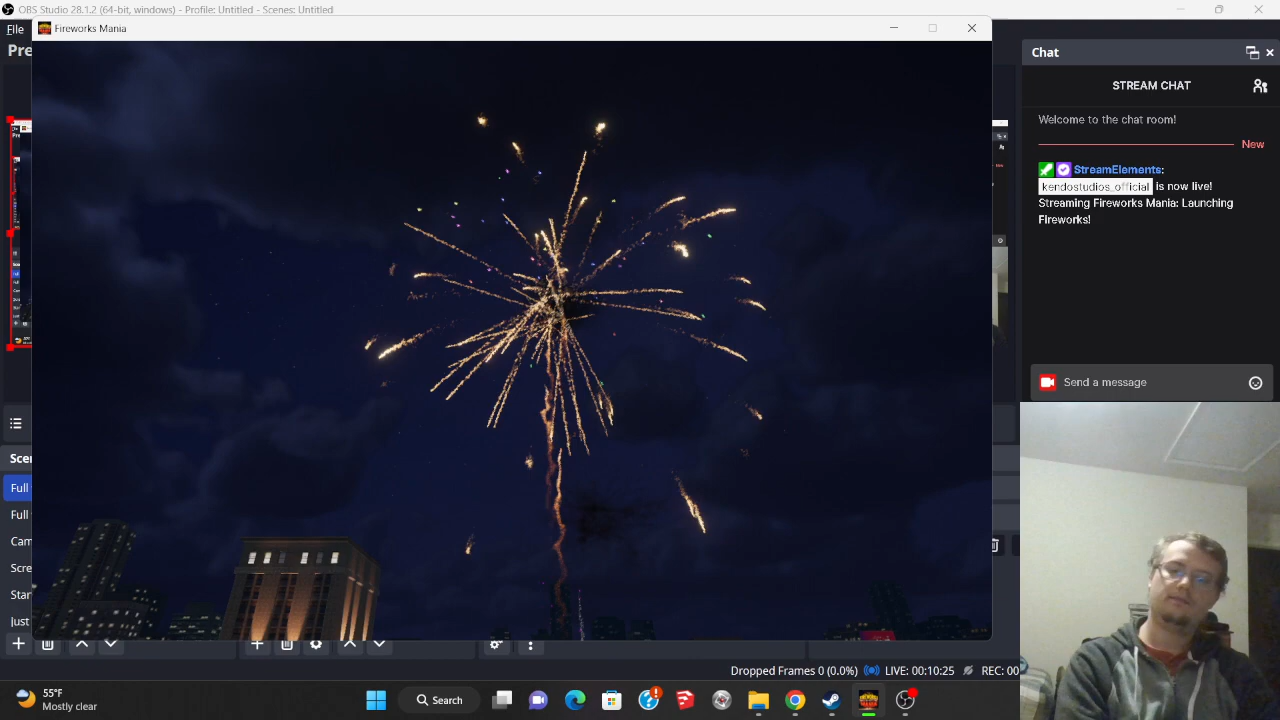 OBS Studio 28.1.2 (64-bit, windows) - Profile: Untitled - Scenes: Untitled
Fireworks Mania
File
Pre
Chat
STREAM CHAT
Welcome to the chat room!
New
StreamElements:
kendostudios_official is now live!
Streaming Fireworks Mania: Launching
Fireworks!
Send a message
Scer
Full
Full
Cam
Scre
Star
Just
Dropped Frames 0 (0.0%)
LIVE: 00:10:25
REC: 00
55°F
Mostly clear
Search